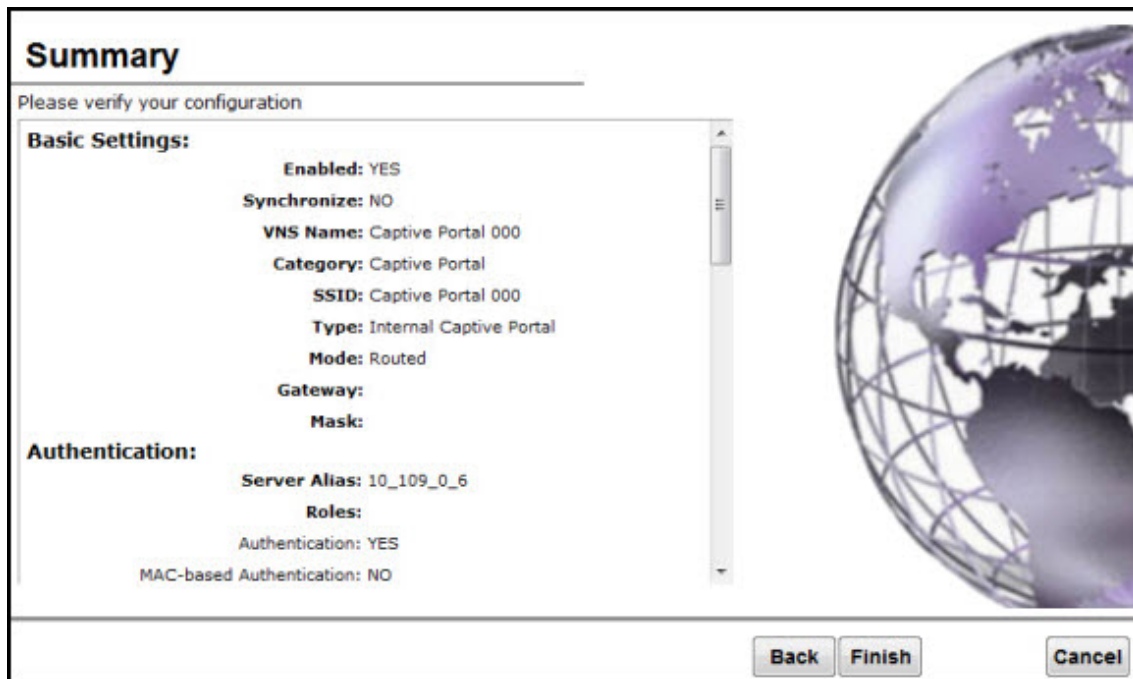 Summary
Please verify your configuration
Basic Settings:
Enabled: YES
Synchronize: NO
VNS Name: Captive Portal 000
Category: Captive Portal
SSID: Captive Portal 000
Type: Internal Captive Portal
Mode: Routed
Gateway:
Mask:
Authentication:
Server Alias: 10_109_0_6
Roles:
Authentication: YES
MAC-based Authentication: NO
Back Finish Cancel